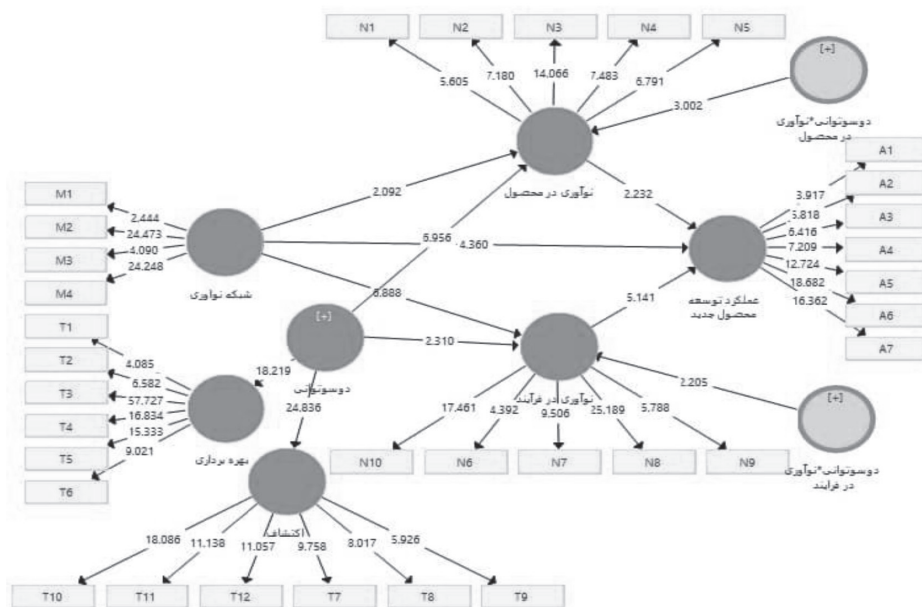 N1
N2
N3
N4
N5
5.605
7.180
14.066
7.483
6.791
[+]
3.002
دوسوتوانی*نوآوری
در محصول
نوآوری در محصول
M1
M2
M3
M4
2.444
24.473
4.090
24.248
شبکه نوآوری
2.092
6.956
4.360
6.888
2.232
5.141
عملکرد توسعه
محصول جدید
A1
A2
A3
A4
A5
A6
A7
3.917
5.818
6.416
7.209
12.724
18.682
16.362
[+]
دوسوتوانی
2.310
18.219
24.836
T1
T2
T3
T4
T5
T6
4.085
6.582
57.727
16.834
15.333
9.021
بهره برداری
نوآوری در فرآیند
17.461
4.392
9.506
25.189
5.788
N10
N6
N7
N8
N9
2.205
[+]
دوسوتوانی*نوآوری
در فرایند
اکتشاف
18.086
11.138
11.057
9.758
8.017
5.926
T10
T11
T12
T7
T8
T9